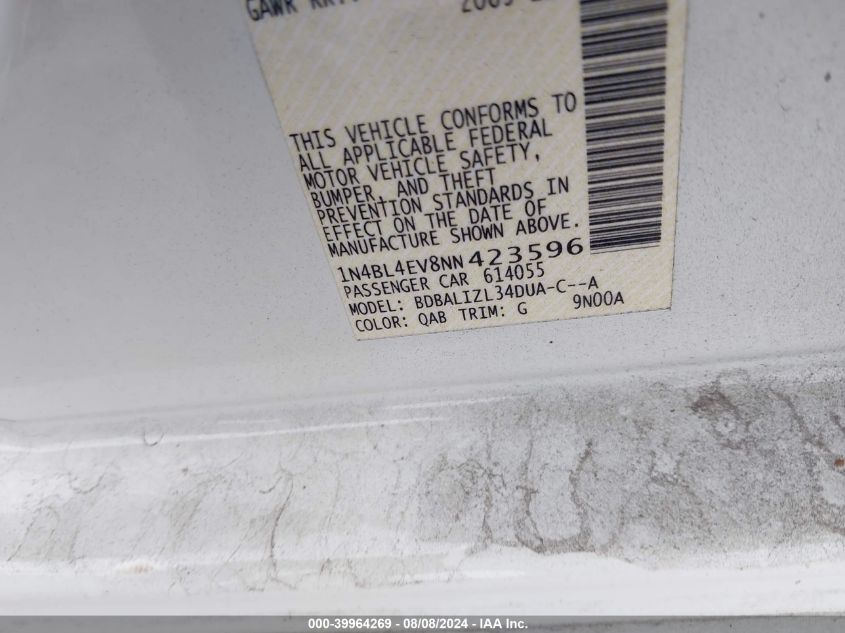 GAWR
THIS VEHICLE CONFORMS TO
ALL APPLICABLE FEDERAL
MOTOR VEHICLE SAFETY,
BUMPER, AND THEFT
PREVENTION STANDARDS IN
EFFECT ON THE DATE OF
MANUFACTURE SHOWN ABOVE.
1N4BL4EV8NN423596
PASSENGER CAR 614055
MODEL: BDBALIZL34DUA-C--A
COLOR: QAB TRIM: G 9N00A
000-39964269 - 08/08/2024 - IAA Inc.